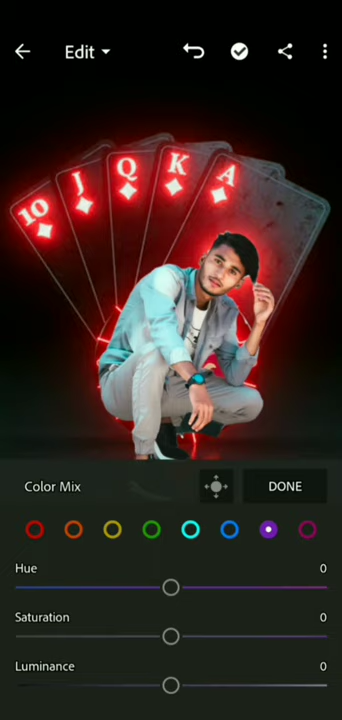 Edit
10 J Q K A
Color Mix DONE
Hue 0
Saturation 0
Luminance 0